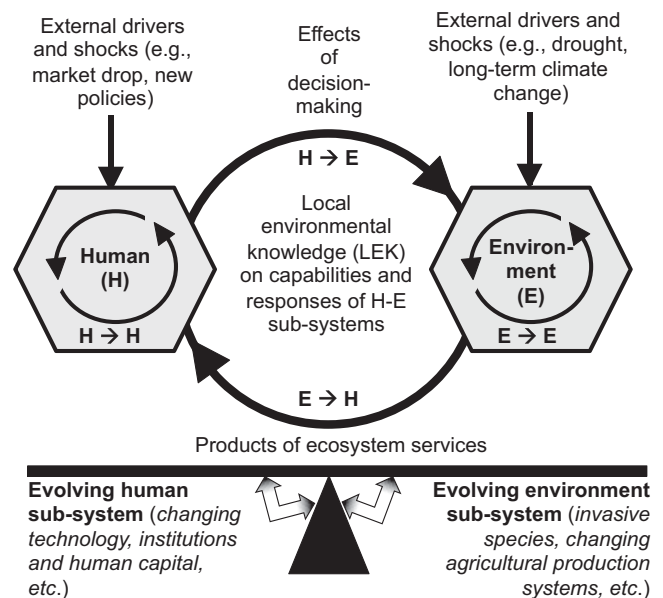 External drivers
and shocks (e.g.,
market drop, new
policies)
Effects
of
decision-
making
External drivers and
shocks (e.g., drought,
long-term climate
change)
H → E
Local
environmental
knowledge (LEK)
on capabilities and
responses of H-E
sub-systems
Human
(H)
H → H
Environ-
ment
(E)
E → E
E → H
Products of ecosystem services
Evolving human
sub-system (changing
technology, institutions
and human capital,
etc.)
Evolving environment
sub-system (invasive
species, changing
agricultural production
systems, etc.)